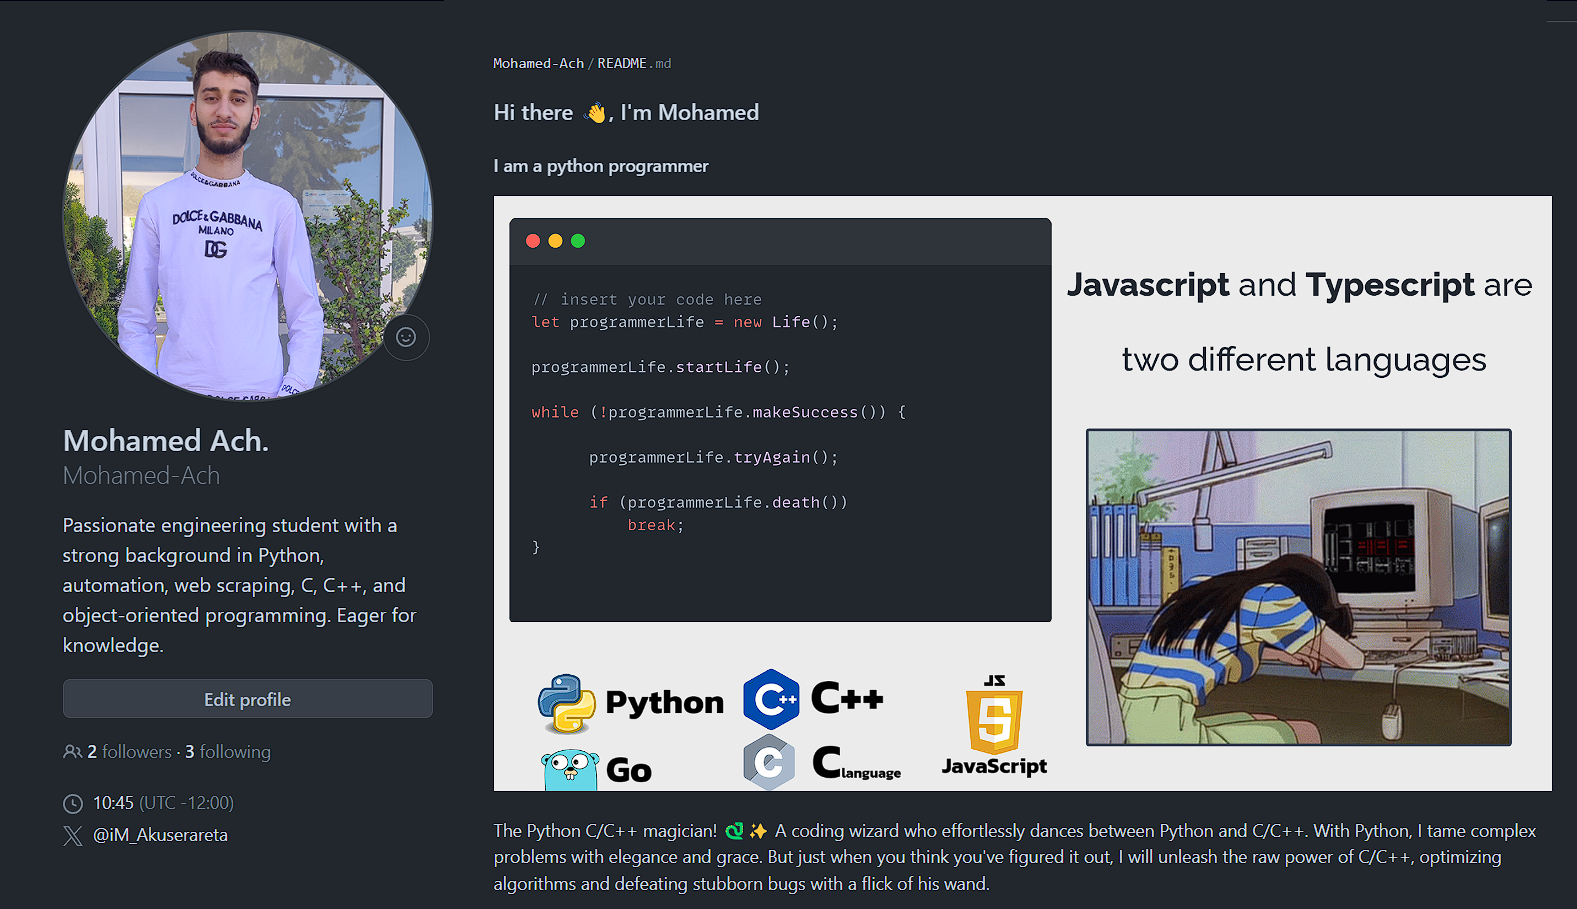 DOLCE&GABBANA
DOLCE&GABBANA
MILANO
DG
Mohamed Ach.
Mohamed-Ach
Passionate engineering student with a
strong background in Python,
automation, web scraping, C, C++, and
object-oriented programming. Eager for
knowledge.
Edit profile
2 followers · 3 following
10:45 (UTC -12:00)
@iM_Akuserareta
Mohamed-Ach / README.md
Hi there 👋, I'm Mohamed
I am a python programmer
// insert your code here
let programmerLife = new Life();
programmerLife.startLife();
while (!programmerLife.makeSuccess()) {
programmerLife.tryAgain();
if (programmerLife.death())
break;
}
Javascript and Typescript are
two different languages
Python
C++
C++
JS
5
JavaScript
Go
C
C language
The Python C/C++ magician! 🐉✨ A coding wizard who effortlessly dances between Python and C/C++. With Python, I tame complex
problems with elegance and grace. But just when you think you've figured it out, I will unleash the raw power of C/C++, optimizing
algorithms and defeating stubborn bugs with a flick of his wand.